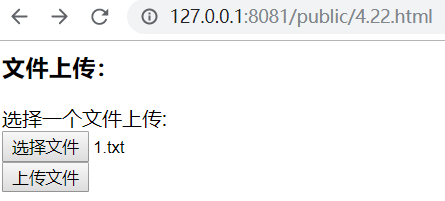 127.0.0.1:8081/public/4.22.html
文件上传：
选择一个文件上传:
选择文件 1.txt
上传文件